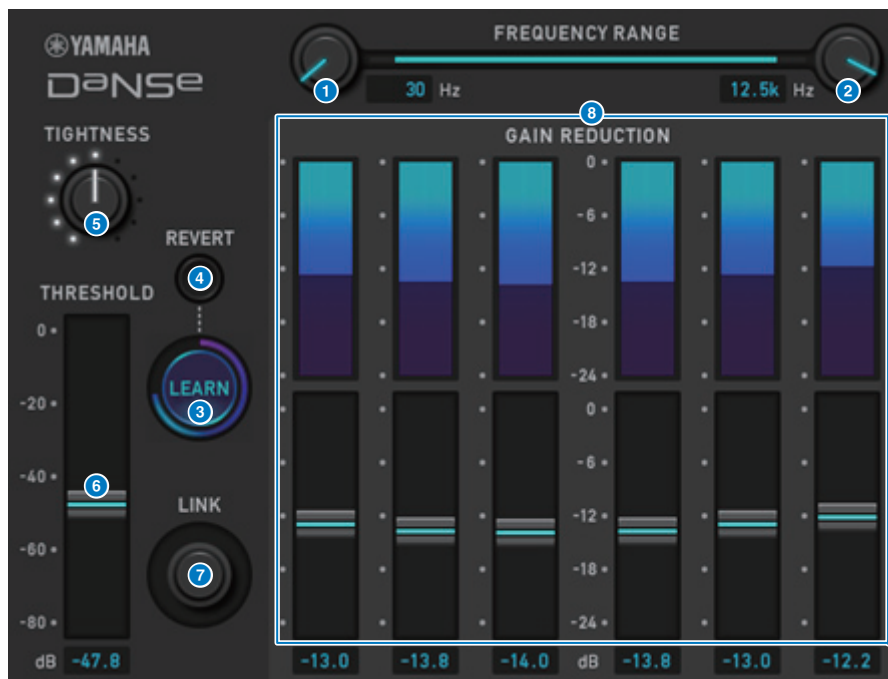 YAMAHA
DaNSe
FREQUENCY RANGE
1
2
30 Hz
12.5k Hz
8
TIGHTNESS
5
GAIN REDUCTION
0
-6
-12
-18
-24
REVERT
4
THRESHOLD
0
-20
-40
-60
-80
6
LEARN
3
LINK
7
0
-6
-12
-18
-24
dB -47.8
-13.0 -13.8 -14.0 dB -13.8 -13.0 -12.2